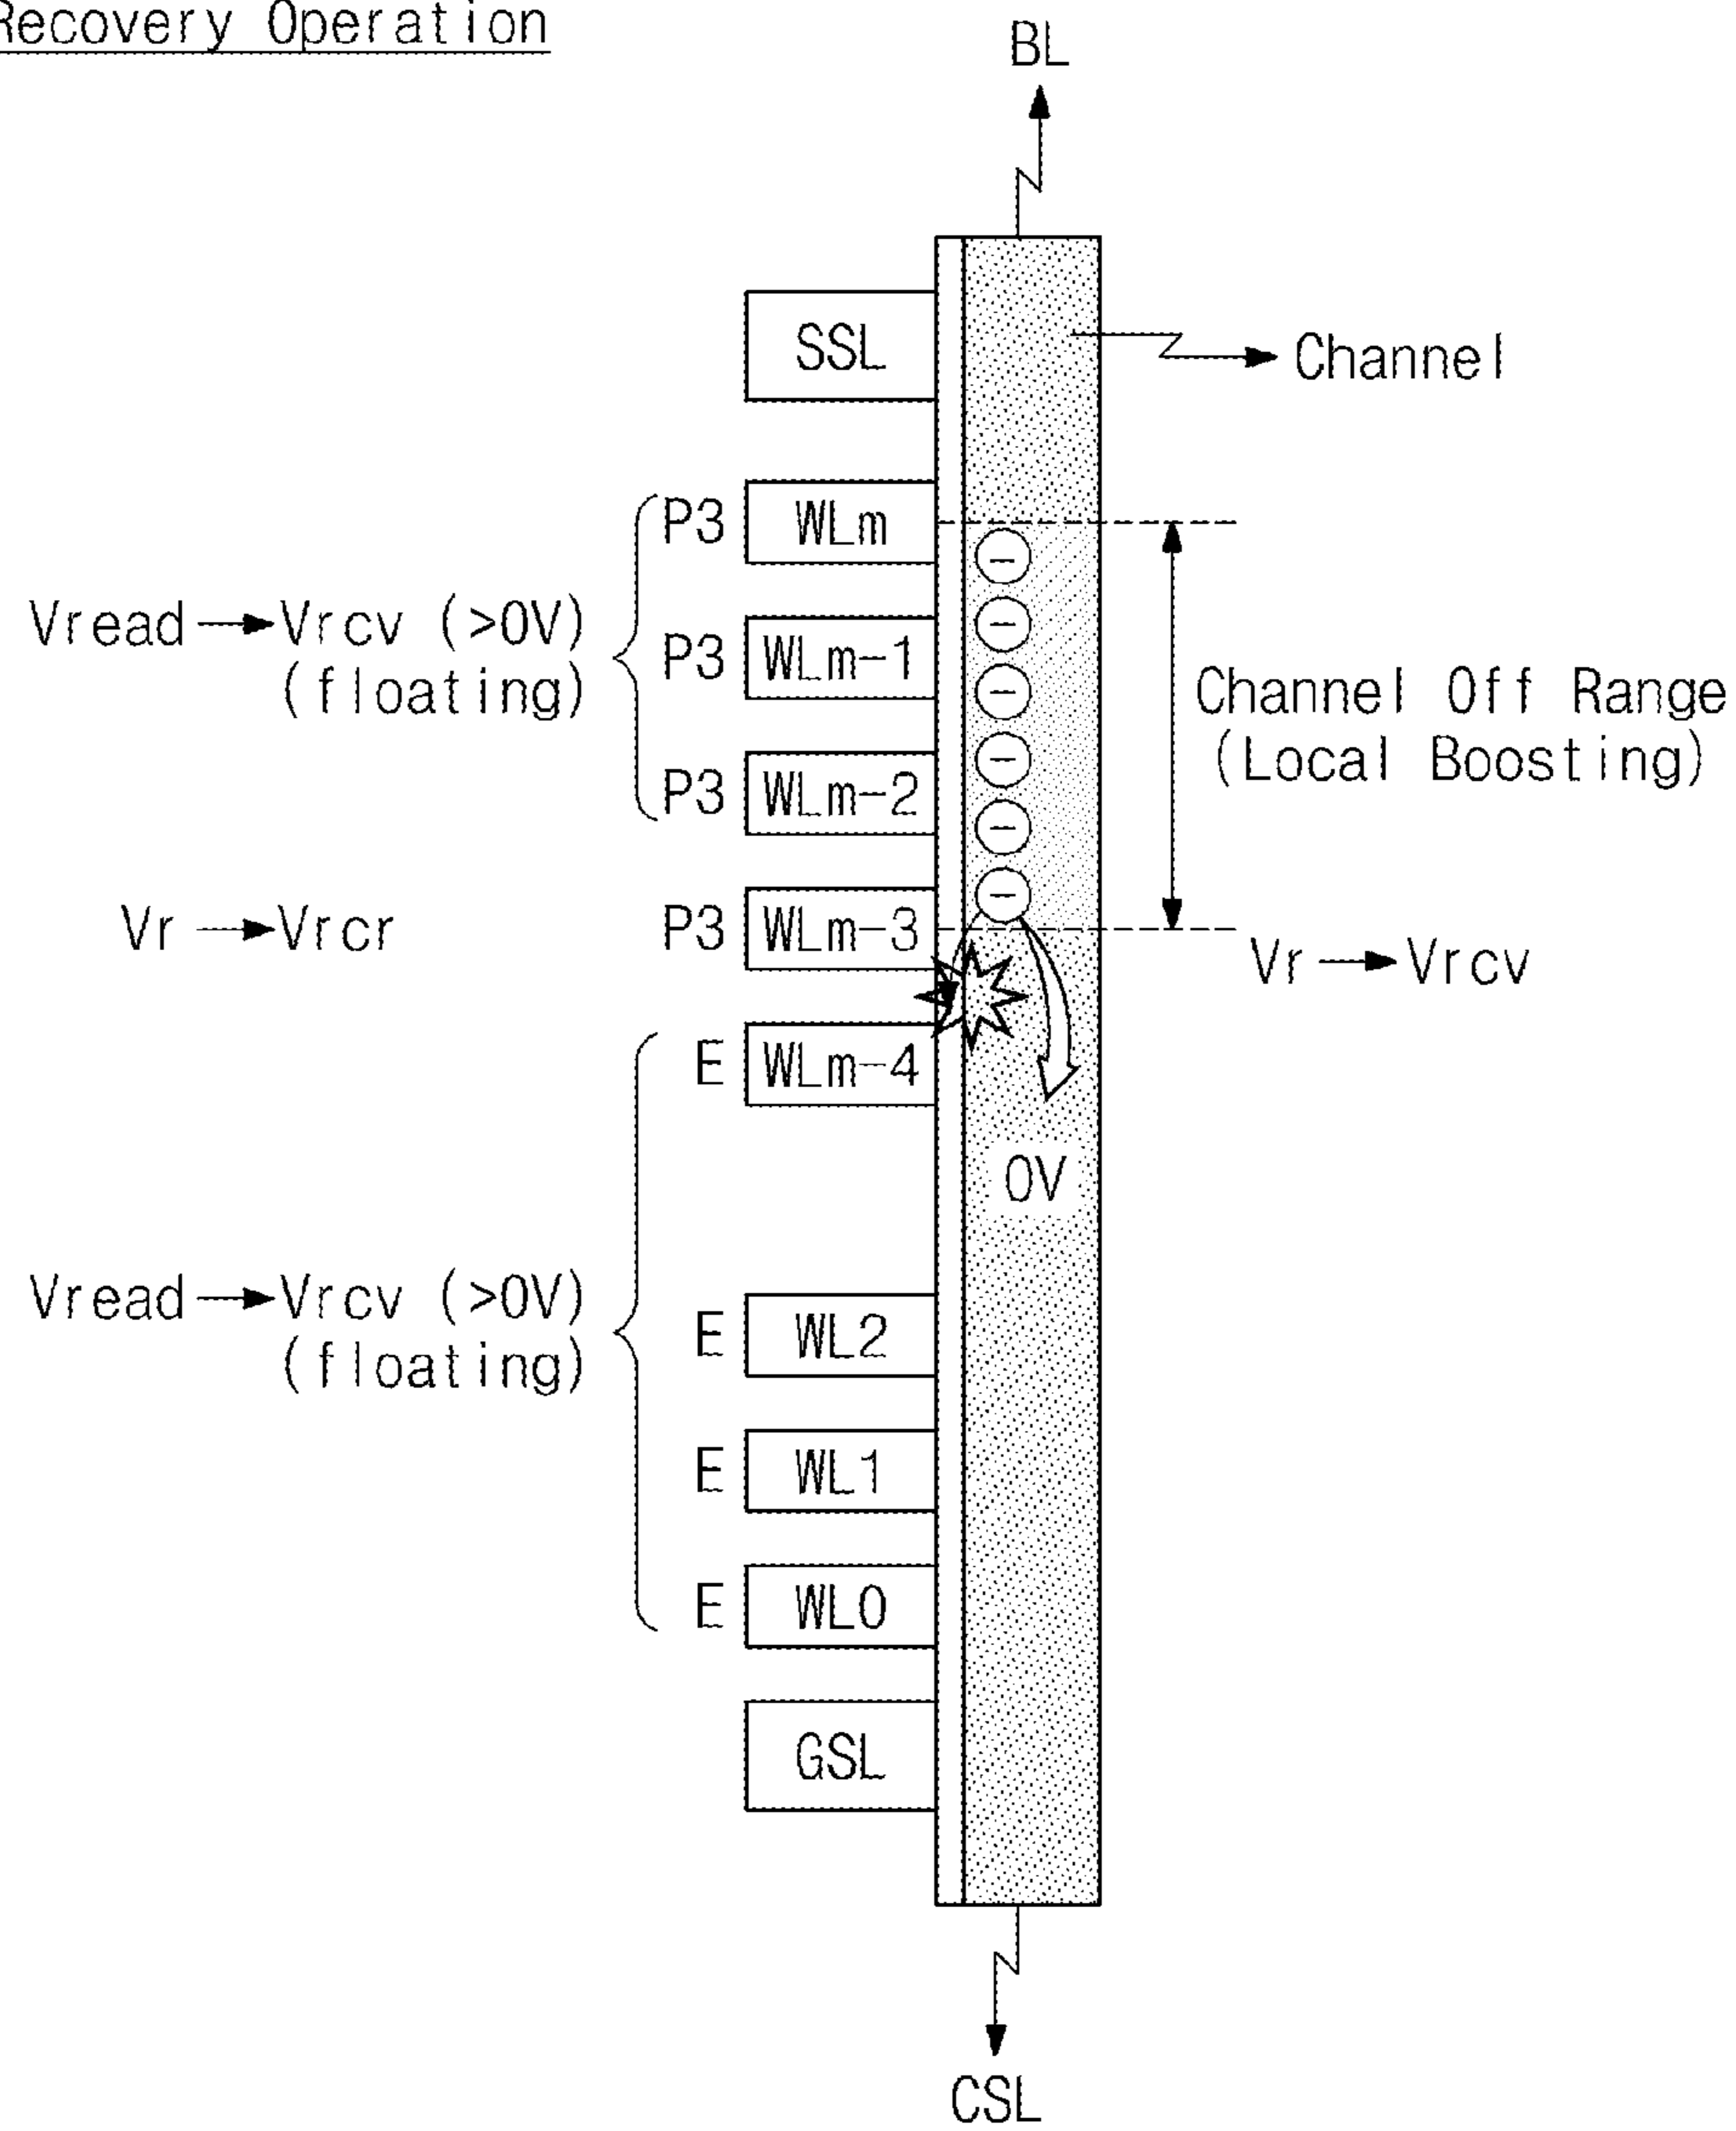 Recovery Operation
BL
SSL
Channel
P3 WLm
Vread → Vrcv (>0V)
(floating)
P3 WLm-1
Channel Off Range
(Local Boosting)
P3 WLm-2
Vr → Vrcr
P3 WLm-3
Vr → Vrcv
E WLm-4
0V
Vread → Vrcv (>0V)
(floating)
E WL2
E WL1
E WL0
GSL
CSL